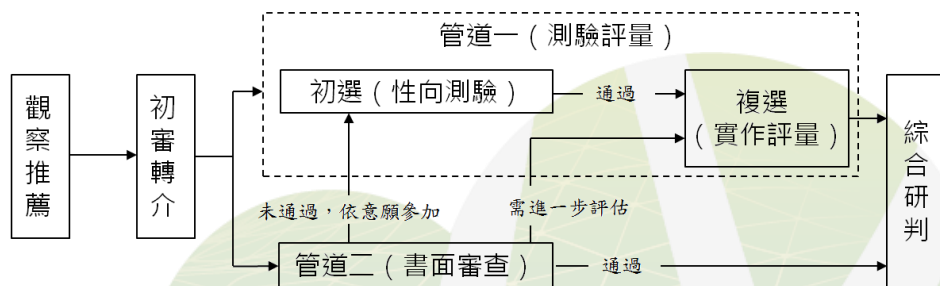 觀察推薦
初審轉介
管道一(測驗評量)
初選(性向測驗)
通過
複選
(實作評量)
未通過,依意願參加
需進一步評估
管道二(書面審查)
通過
綜合研判